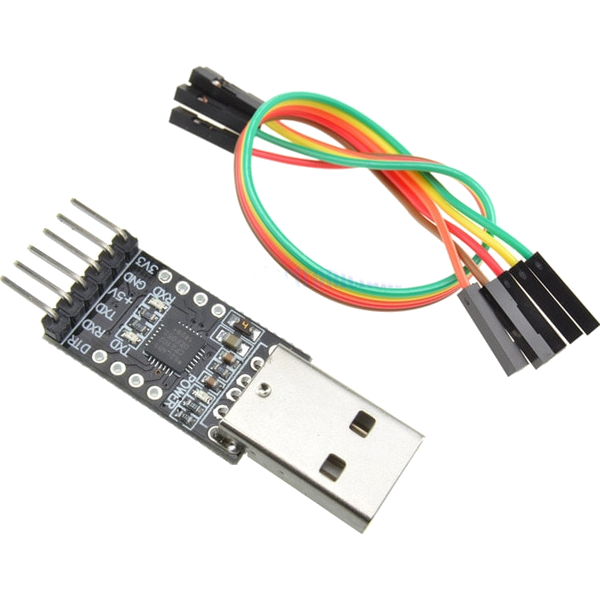 3V3
GND
+5V
TXD
RXD
DTR
RXD
TXD
POWER